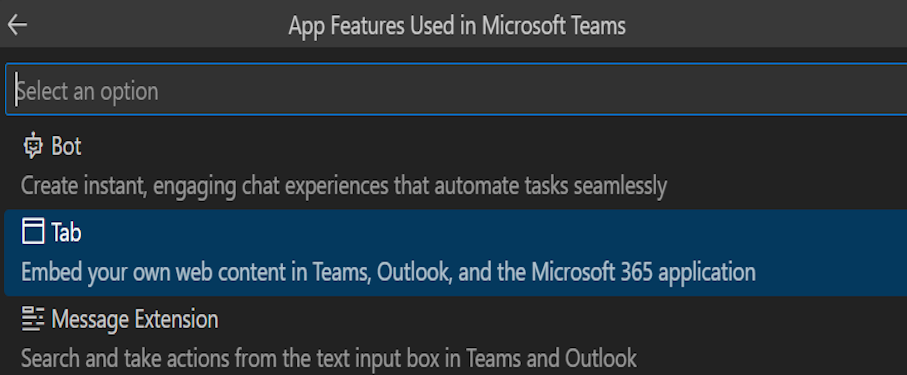 App Features Used in Microsoft Teams
Select an option
Bot
Create instant, engaging chat experiences that automate tasks seamlessly
Tab
Embed your own web content in Teams, Outlook, and the Microsoft 365 application
Message Extension
Search and take actions from the text input box in Teams and Outlook